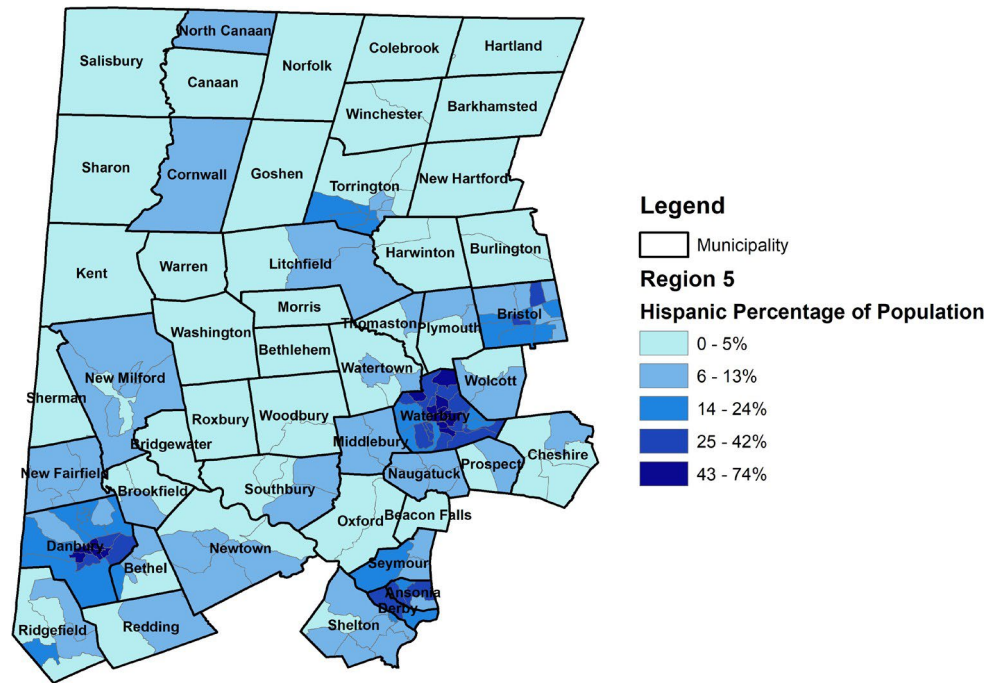 North Canaan
Colebrook
Hartland
Salisbury
Norfolk
Canaan
Barkhamsted
Winchester
Sharon
Cornwall
Goshen
Torrington
New Hartford
Legend
Municipality
Region 5
Hispanic Percentage of Population
0 - 5%
6 - 13%
14 - 24%
25 - 42%
43 - 74%
Kent
Warren
Litchfield
Harwinton
Burlington
Morris
Washington
Thomaston
Plymouth
Bristol
Bethlehem
New Milford
Watertown
Wolcott
Sherman
Roxbury
Woodbury
Waterbury
Bridgewater
Middlebury
New Fairfield
Naugatuck
Prospect
Cheshire
Brookfield
Southbury
Oxford
Beacon Falls
Danbury
Newtown
Bethel
Seymour
Ansonia
Derby
Ridgefield
Redding
Shelton